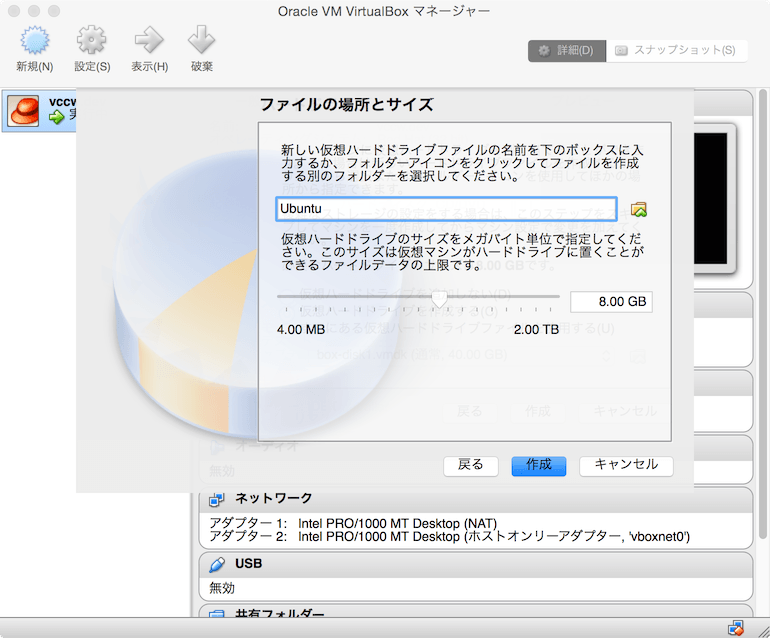 Oracle VM VirtualBox マネージャー
新規(N)
設定(S)
表示(H)
破棄
詳細(D)
スナップショット(S)
vccw
ファイルの場所とサイズ
新しい仮想ハードドライブファイルの名前を下のボックスに入
力するか、フォルダーアイコンをクリックしてファイルを作成
する別のフォルダーを選択してください。
Ubuntu
仮想ハードドライブのサイズをメガバイト単位で指定してくだ
さい。このサイズは仮想マシンがハードドライブに置くことが
できるファイルデータの上限です。
8.00 GB
4.00 MB
2.00 TB
戻る
作成
キャンセル
戻る
作成
キャンセル
オーディオ
無効
ネットワーク
アダプター 1: Intel PRO/1000 MT Desktop (NAT)
アダプター 2: Intel PRO/1000 MT Desktop (ホストオンリーアダプター, 'vboxnet0')
USB
無効
共有フォルダー